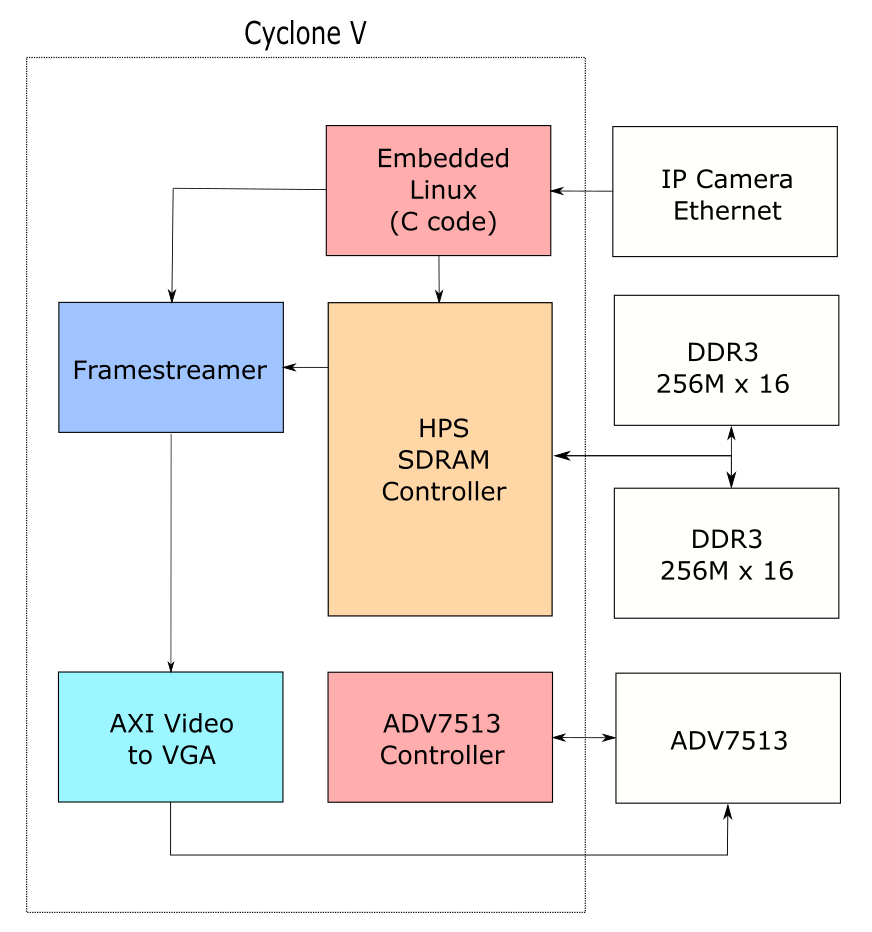 Cyclone V
Embedded
Linux
(C code)
IP Camera
Ethernet
Framestreamer
HPS
SDRAM
Controller
DDR3
256M x 16
DDR3
256M x 16
AXI Video
to VGA
ADV7513
Controller
ADV7513